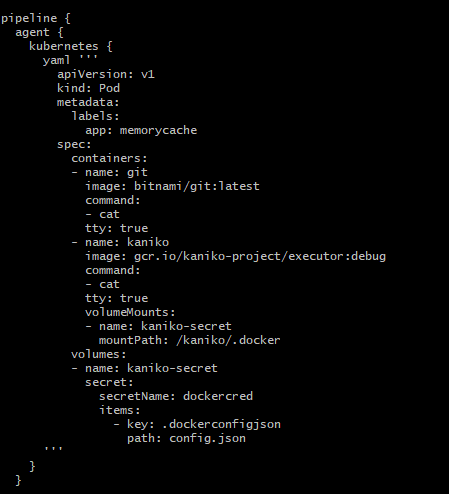 pipeline {
  agent {
    kubernetes {
      yaml '''
        apiVersion: v1
        kind: Pod
        metadata:
          labels:
            app: memorycache
        spec:
          containers:
          - name: git
            image: bitnami/git:latest
            command:
            - cat
            tty: true
          - name: kaniko
            image: gcr.io/kaniko-project/executor:debug
            command:
            - cat
            tty: true
            volumeMounts:
            - name: kaniko-secret
              mountPath: /kaniko/.docker
          volumes:
          - name: kaniko-secret
            secret:
              secretName: dockercred
              items:
                - key: .dockerconfigjson
                  path: config.json
      '''
    }
  }